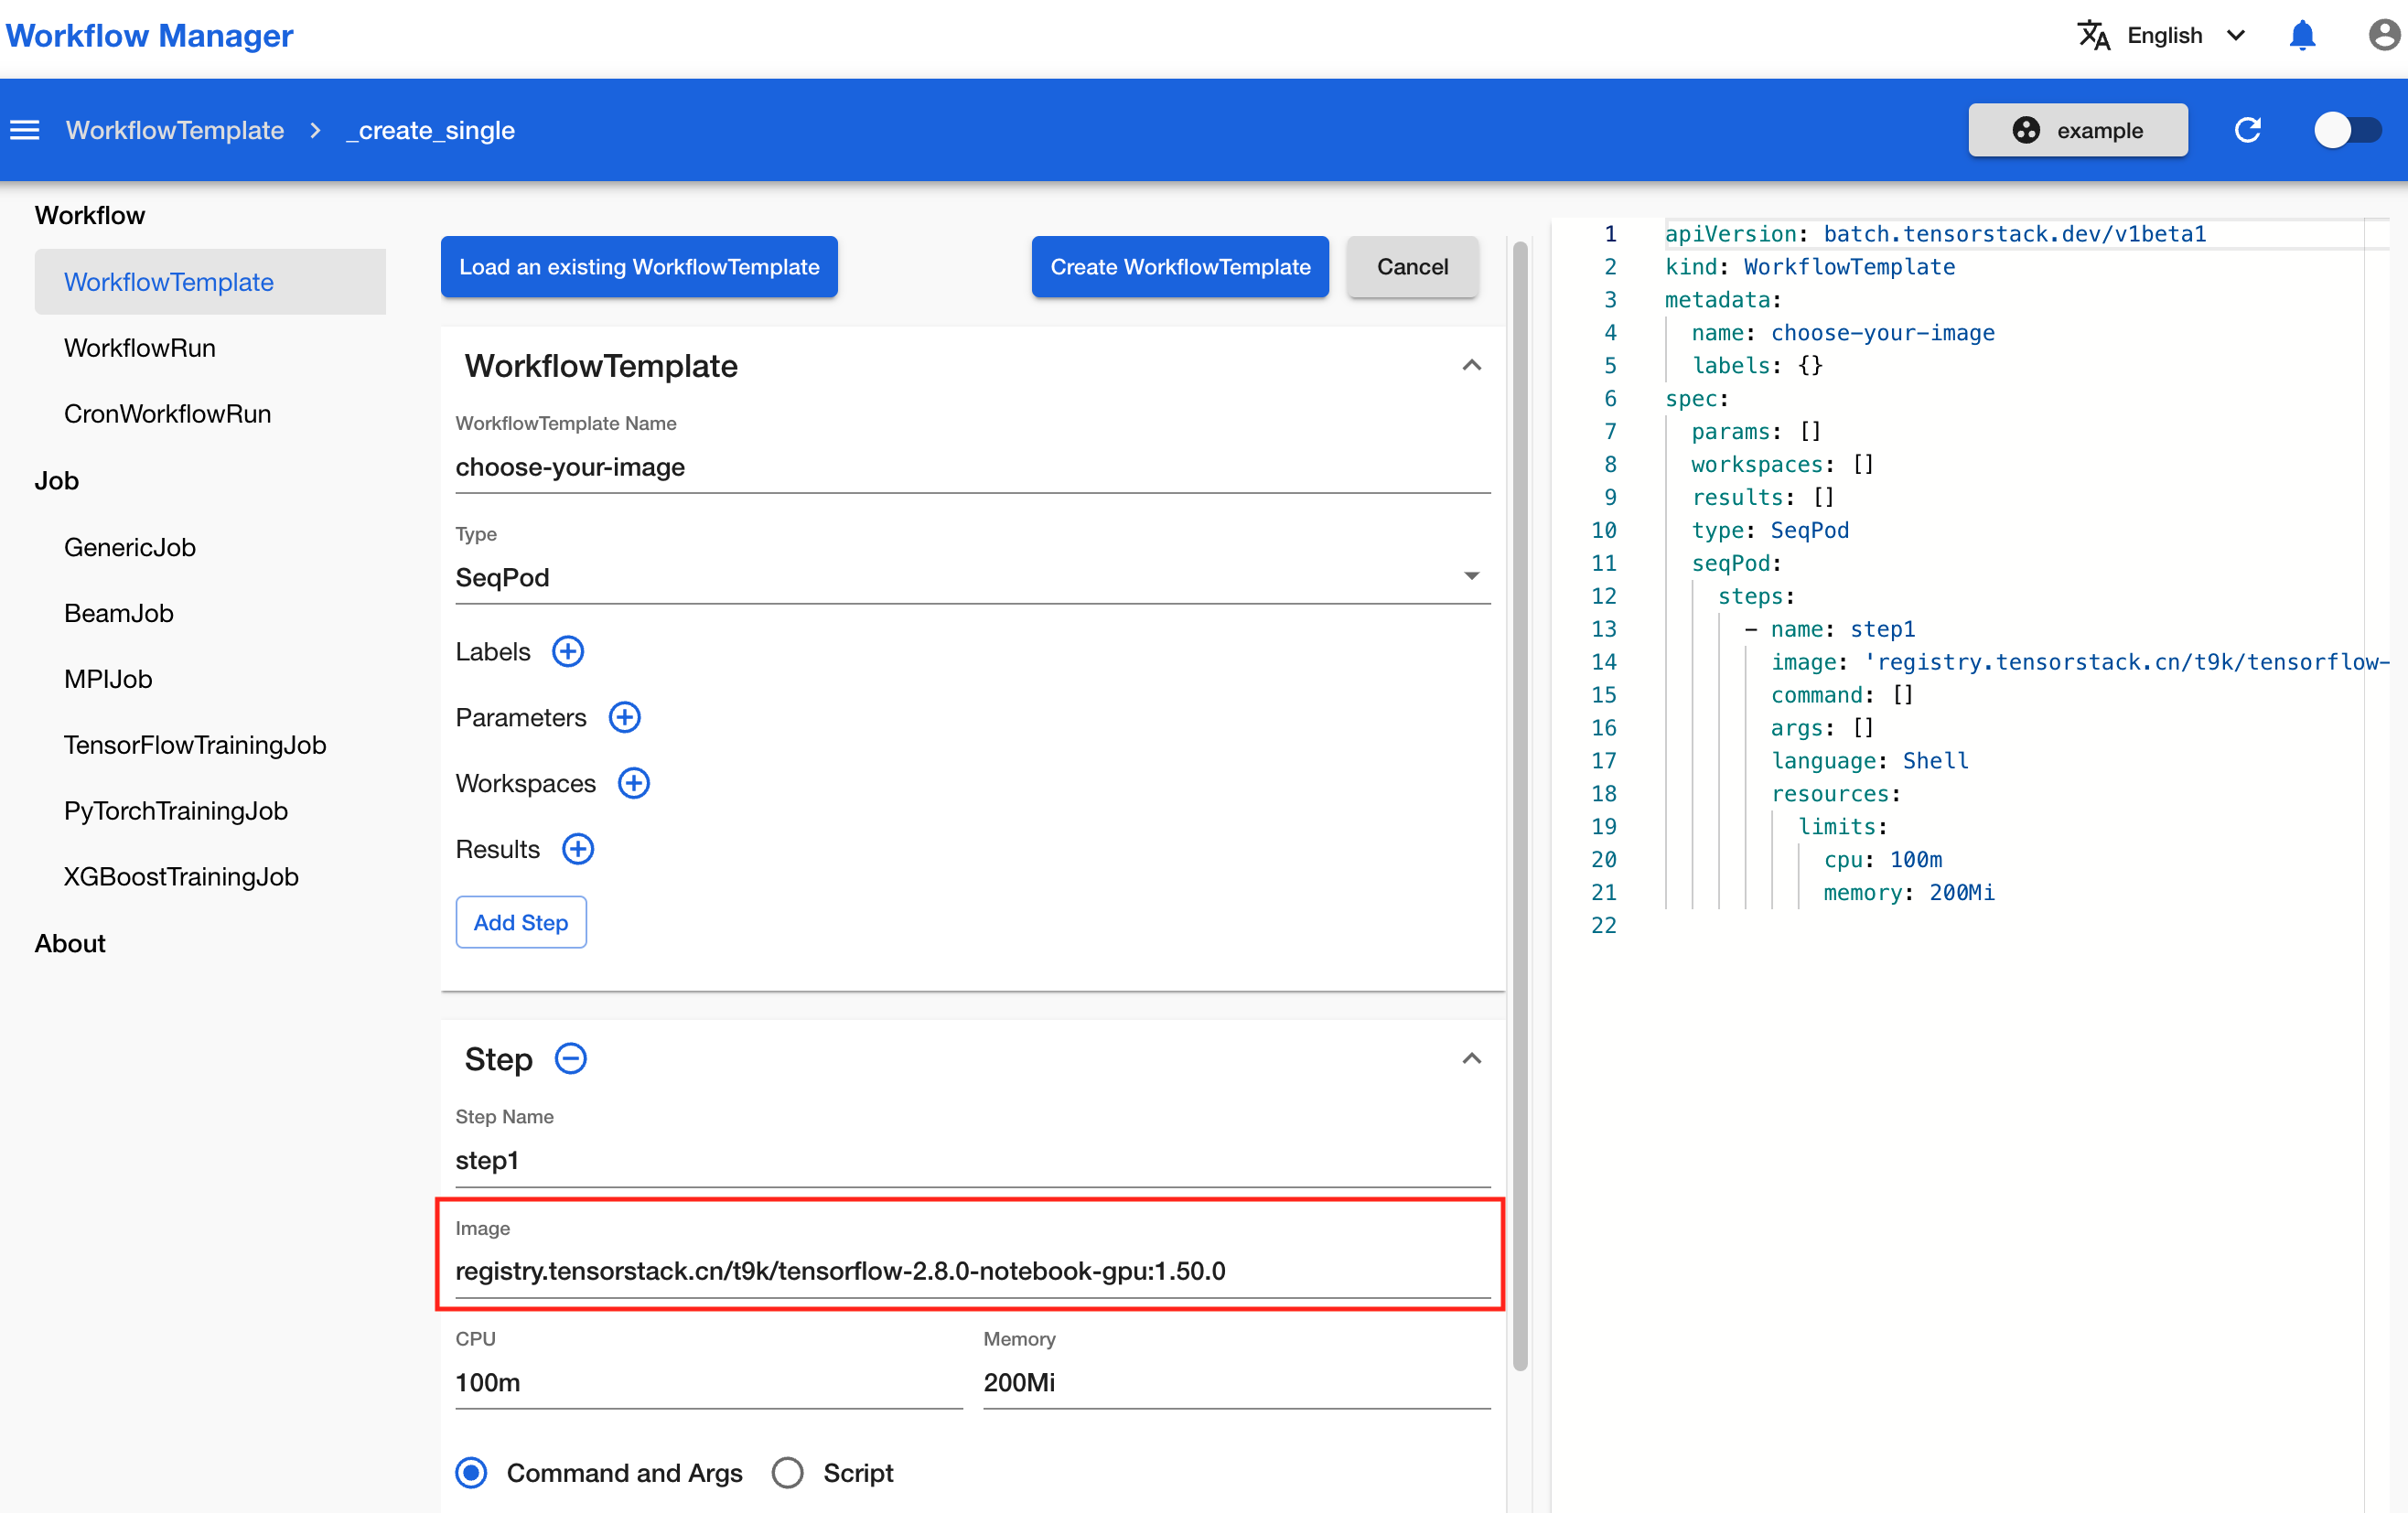 Workflow Manager
English
WorkflowTemplate > _create_single
example
Workflow
WorkflowTemplate
WorkflowRun
CronWorkflowRun
Job
GenericJob
BeamJob
MPIJob
TensorFlowTrainingJob
PyTorchTrainingJob
XGBoostTrainingJob
About
Load an existing WorkflowTemplate
Create WorkflowTemplate
Cancel
WorkflowTemplate
WorkflowTemplate Name
choose-your-image
Type
SeqPod
Labels
Parameters
Workspaces
Results
Add Step
Step
Step Name
step1
Image
registry.tensorstack.cn/t9k/tensorflow-2.8.0-notebook-gpu:1.50.0
CPU
Memory
100m
200Mi
Command and Args
Script
1 apiVersion: batch.tensorstack.dev/v1beta1
2 kind: WorkflowTemplate
3 metadata:
4 name: choose-your-image
5 labels: {}
6 spec:
7 params: []
8 workspaces: []
9 results: []
10 type: SeqPod
11 seqPod:
12 steps:
13 - name: step1
14 image: 'registry.tensorstack.cn/t9k/tensorflow-
15 command: []
16 args: []
17 language: Shell
18 resources:
19 limits:
20 cpu: 100m
21 memory: 200Mi
22